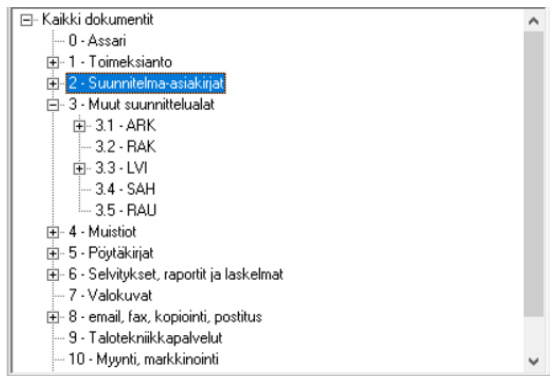 Kaikki dokumentit
0 - Assari
1 - Toimeksianto
2 - Suunnitelma-asiakirjat
3 - Muut suunnittelualat
3.1 - ARK
3.2 - RAK
3.3 - LVI
3.4 - SAH
3.5 - RAU
4 - Muistiot
5 - Pöytäkirjat
6 - Selvitykset, raportit ja laskelmat
7 - Valokuvat
8 - email, fax, kopiointi, postitus
9 - Talotekniikkapalvelut
10 - Myynti, markkinointi